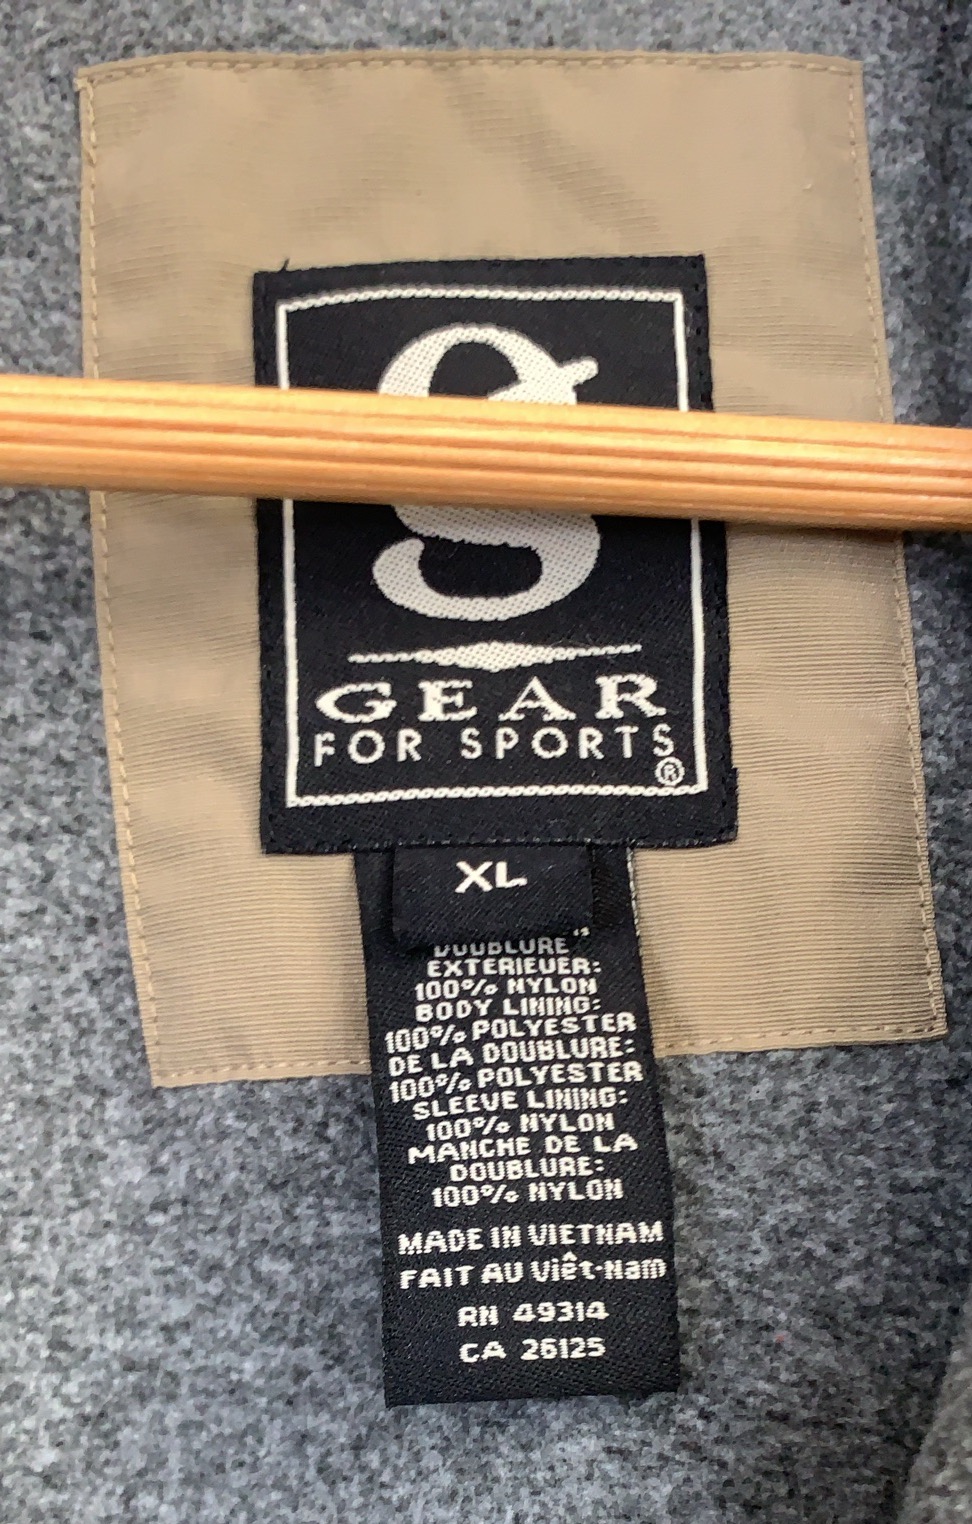 g
GEAR
FOR SPORTS
®
XL
DOUBLURE
EXTERIEUER:
100% NYLON
BODY LINING:
100% POLYESTER
DE LA DOUBLURE:
100% POLYESTER
SLEEVE LINING:
100% NYLON
MANCHE DE LA
DOUBLURE:
100% NYLON
MADE IN VIETNAM
FAIT AU Viêt-Nam
RN 49314
CA 26125